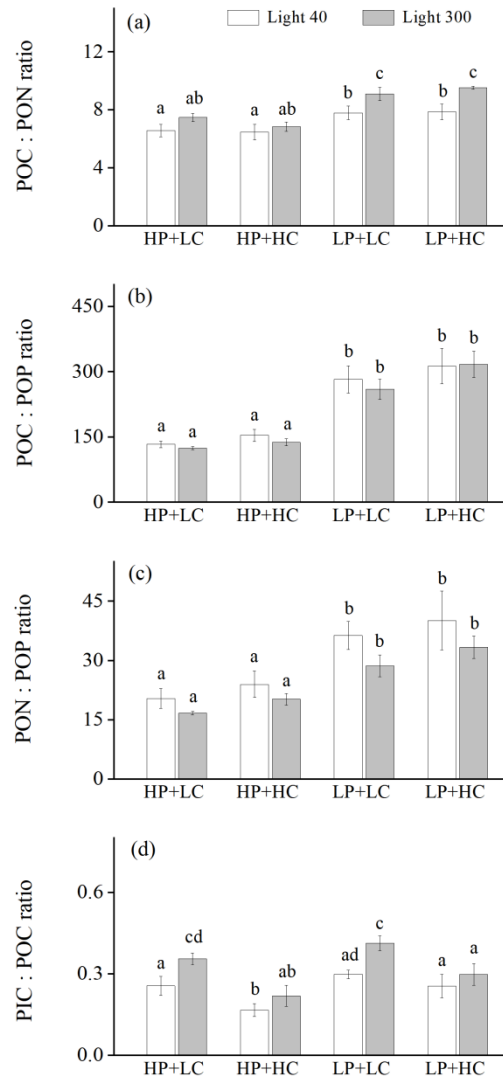 (a) Light 40 Light 300
POC : PON ratio
12
8
4
0
a ab a ab b c b c
HP+LC HP+HC LP+LC LP+HC
(b)
POC : POP ratio
450
300
150
0
a a a a b b b b
HP+LC HP+HC LP+LC LP+HC
(c)
PON : POP ratio
45
30
15
0
a a a a b b b b
HP+LC HP+HC LP+LC LP+HC
(d)
PIC : POC ratio
0.6
0.3
0.0
a cd b ab ad c a a
HP+LC HP+HC LP+LC LP+HC